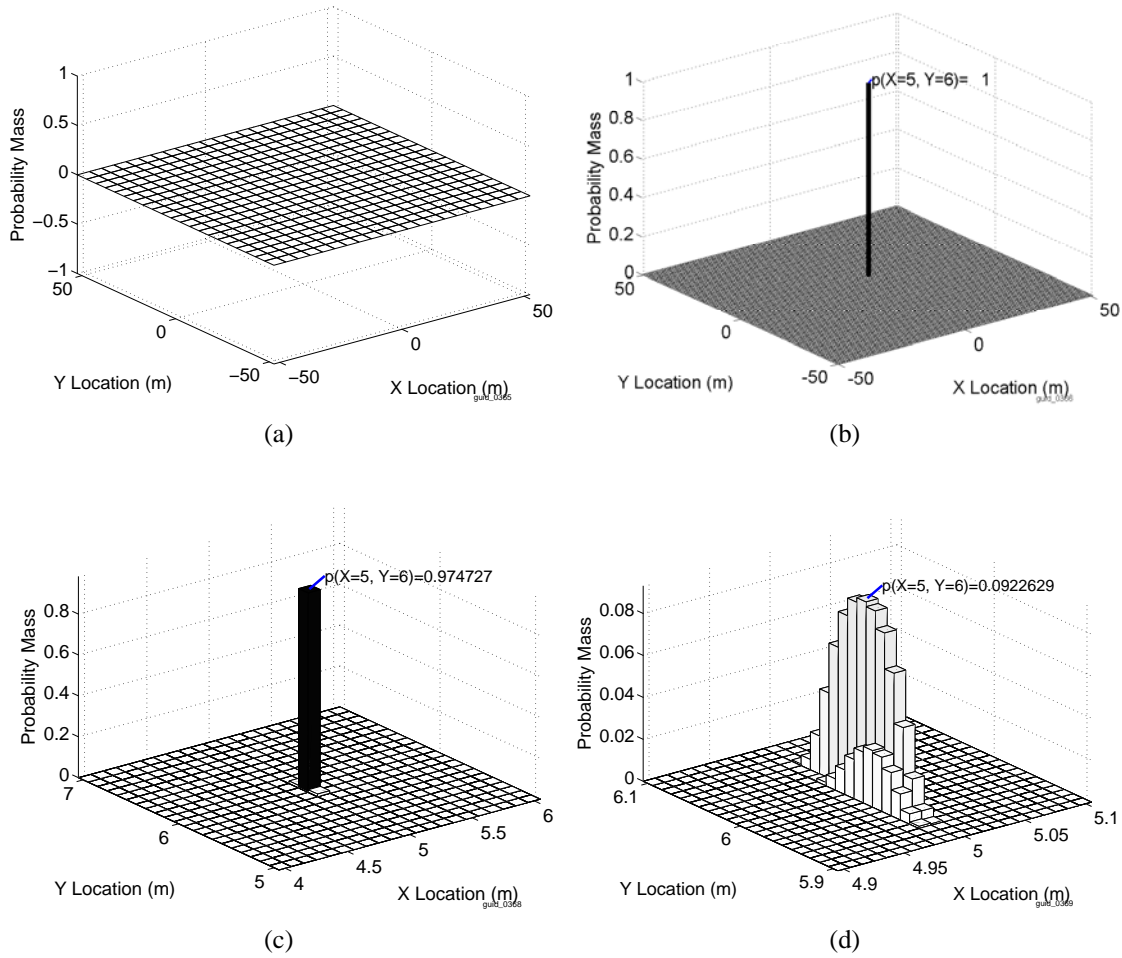 1
0.5
0
−0.5
−1
50
0
−50
−50
0
50
Probability Mass
Y Location (m)
X Location (m)
guid_0365
(a)
p(X=5, Y=6)= 1
1
0.8
0.6
0.4
0.2
0
50
0
-50
-50
0
50
Probability Mass
Y Location (m)
X Location (m)
guid_0366
(b)
p(X=5, Y=6)=0.974727
0.8
0.6
0.4
0.2
0
7
6
5
4
4.5
5
5.5
6
Probability Mass
Y Location (m)
X Location (m)
guid_0368
(c)
p(X=5, Y=6)=0.0922629
0.08
0.06
0.04
0.02
0
6.1
6
5.9
4.9
4.95
5
5.05
5.1
Probability Mass
Y Location (m)
X Location (m)
guid_0369
(d)